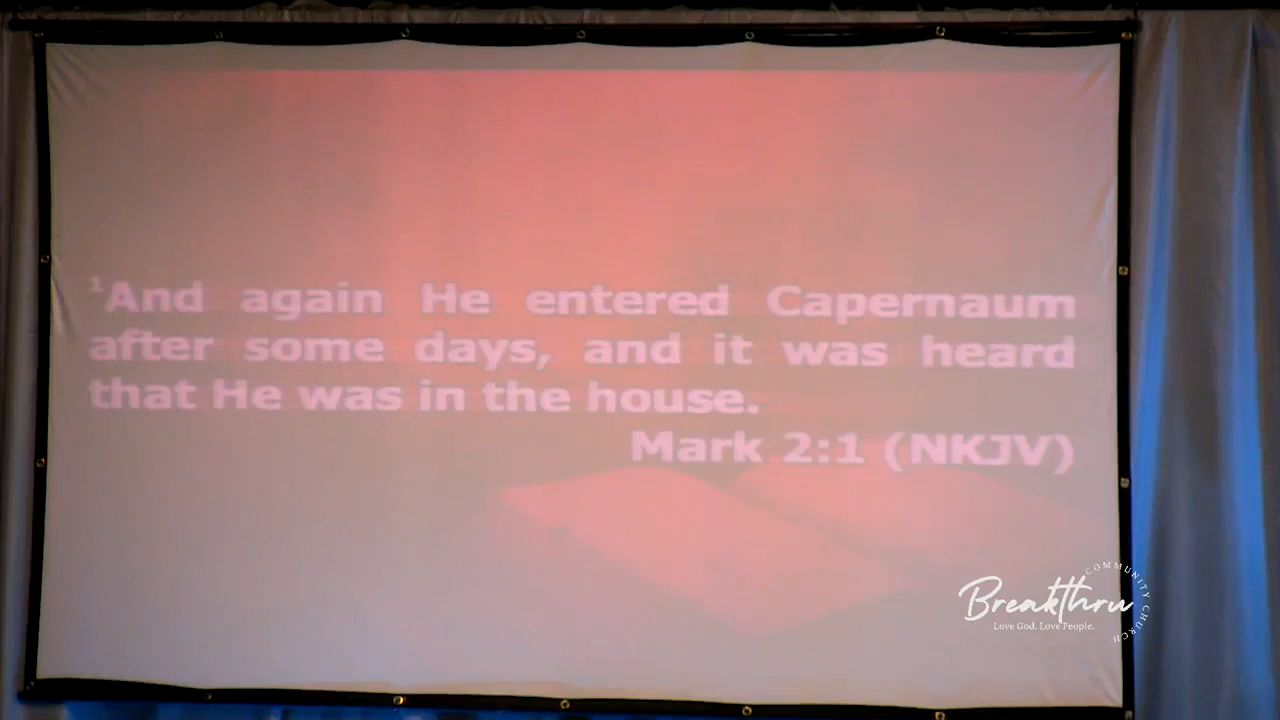 ¹And again He entered Capernaum
after some days, and it was heard
that He was in the house.
Mark 2:1 (NKJV)
Breakthru
COMMUNITY CHURCH
Love God. Love People.